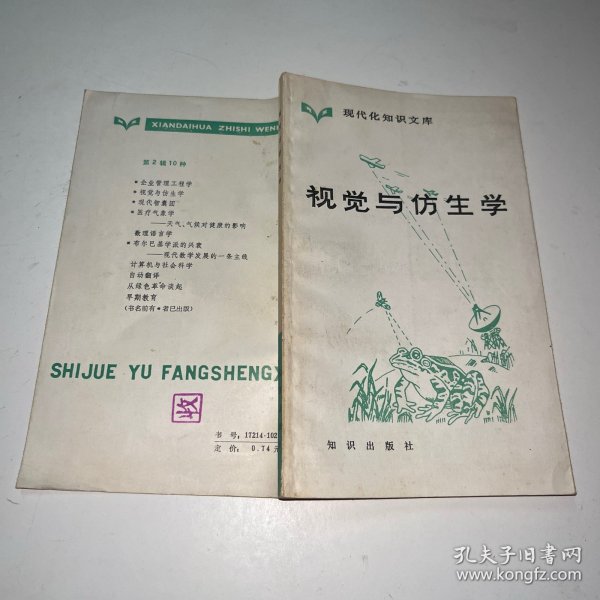 XIANDAIHUA ZHISHI WENK
第2辑10种
*企业管理工程学
*视觉与仿生学
*现代智囊团
*医疗气象学
——天气、气候对健康的影响
数理语言学
*布尔巴基学派的兴衰
——现代数学发展的一条主线
计算机与社会科学
自动翻译
从绿色革命谈起
早期教育
(书名前有*者已出版)
SHIJUE YU FANGSHENGX
收
书 号:17214·102
定 价: 0.74元
现代化知识文库
视觉与仿生学
知识出版社
孔夫子旧书网
www.kongfz.com